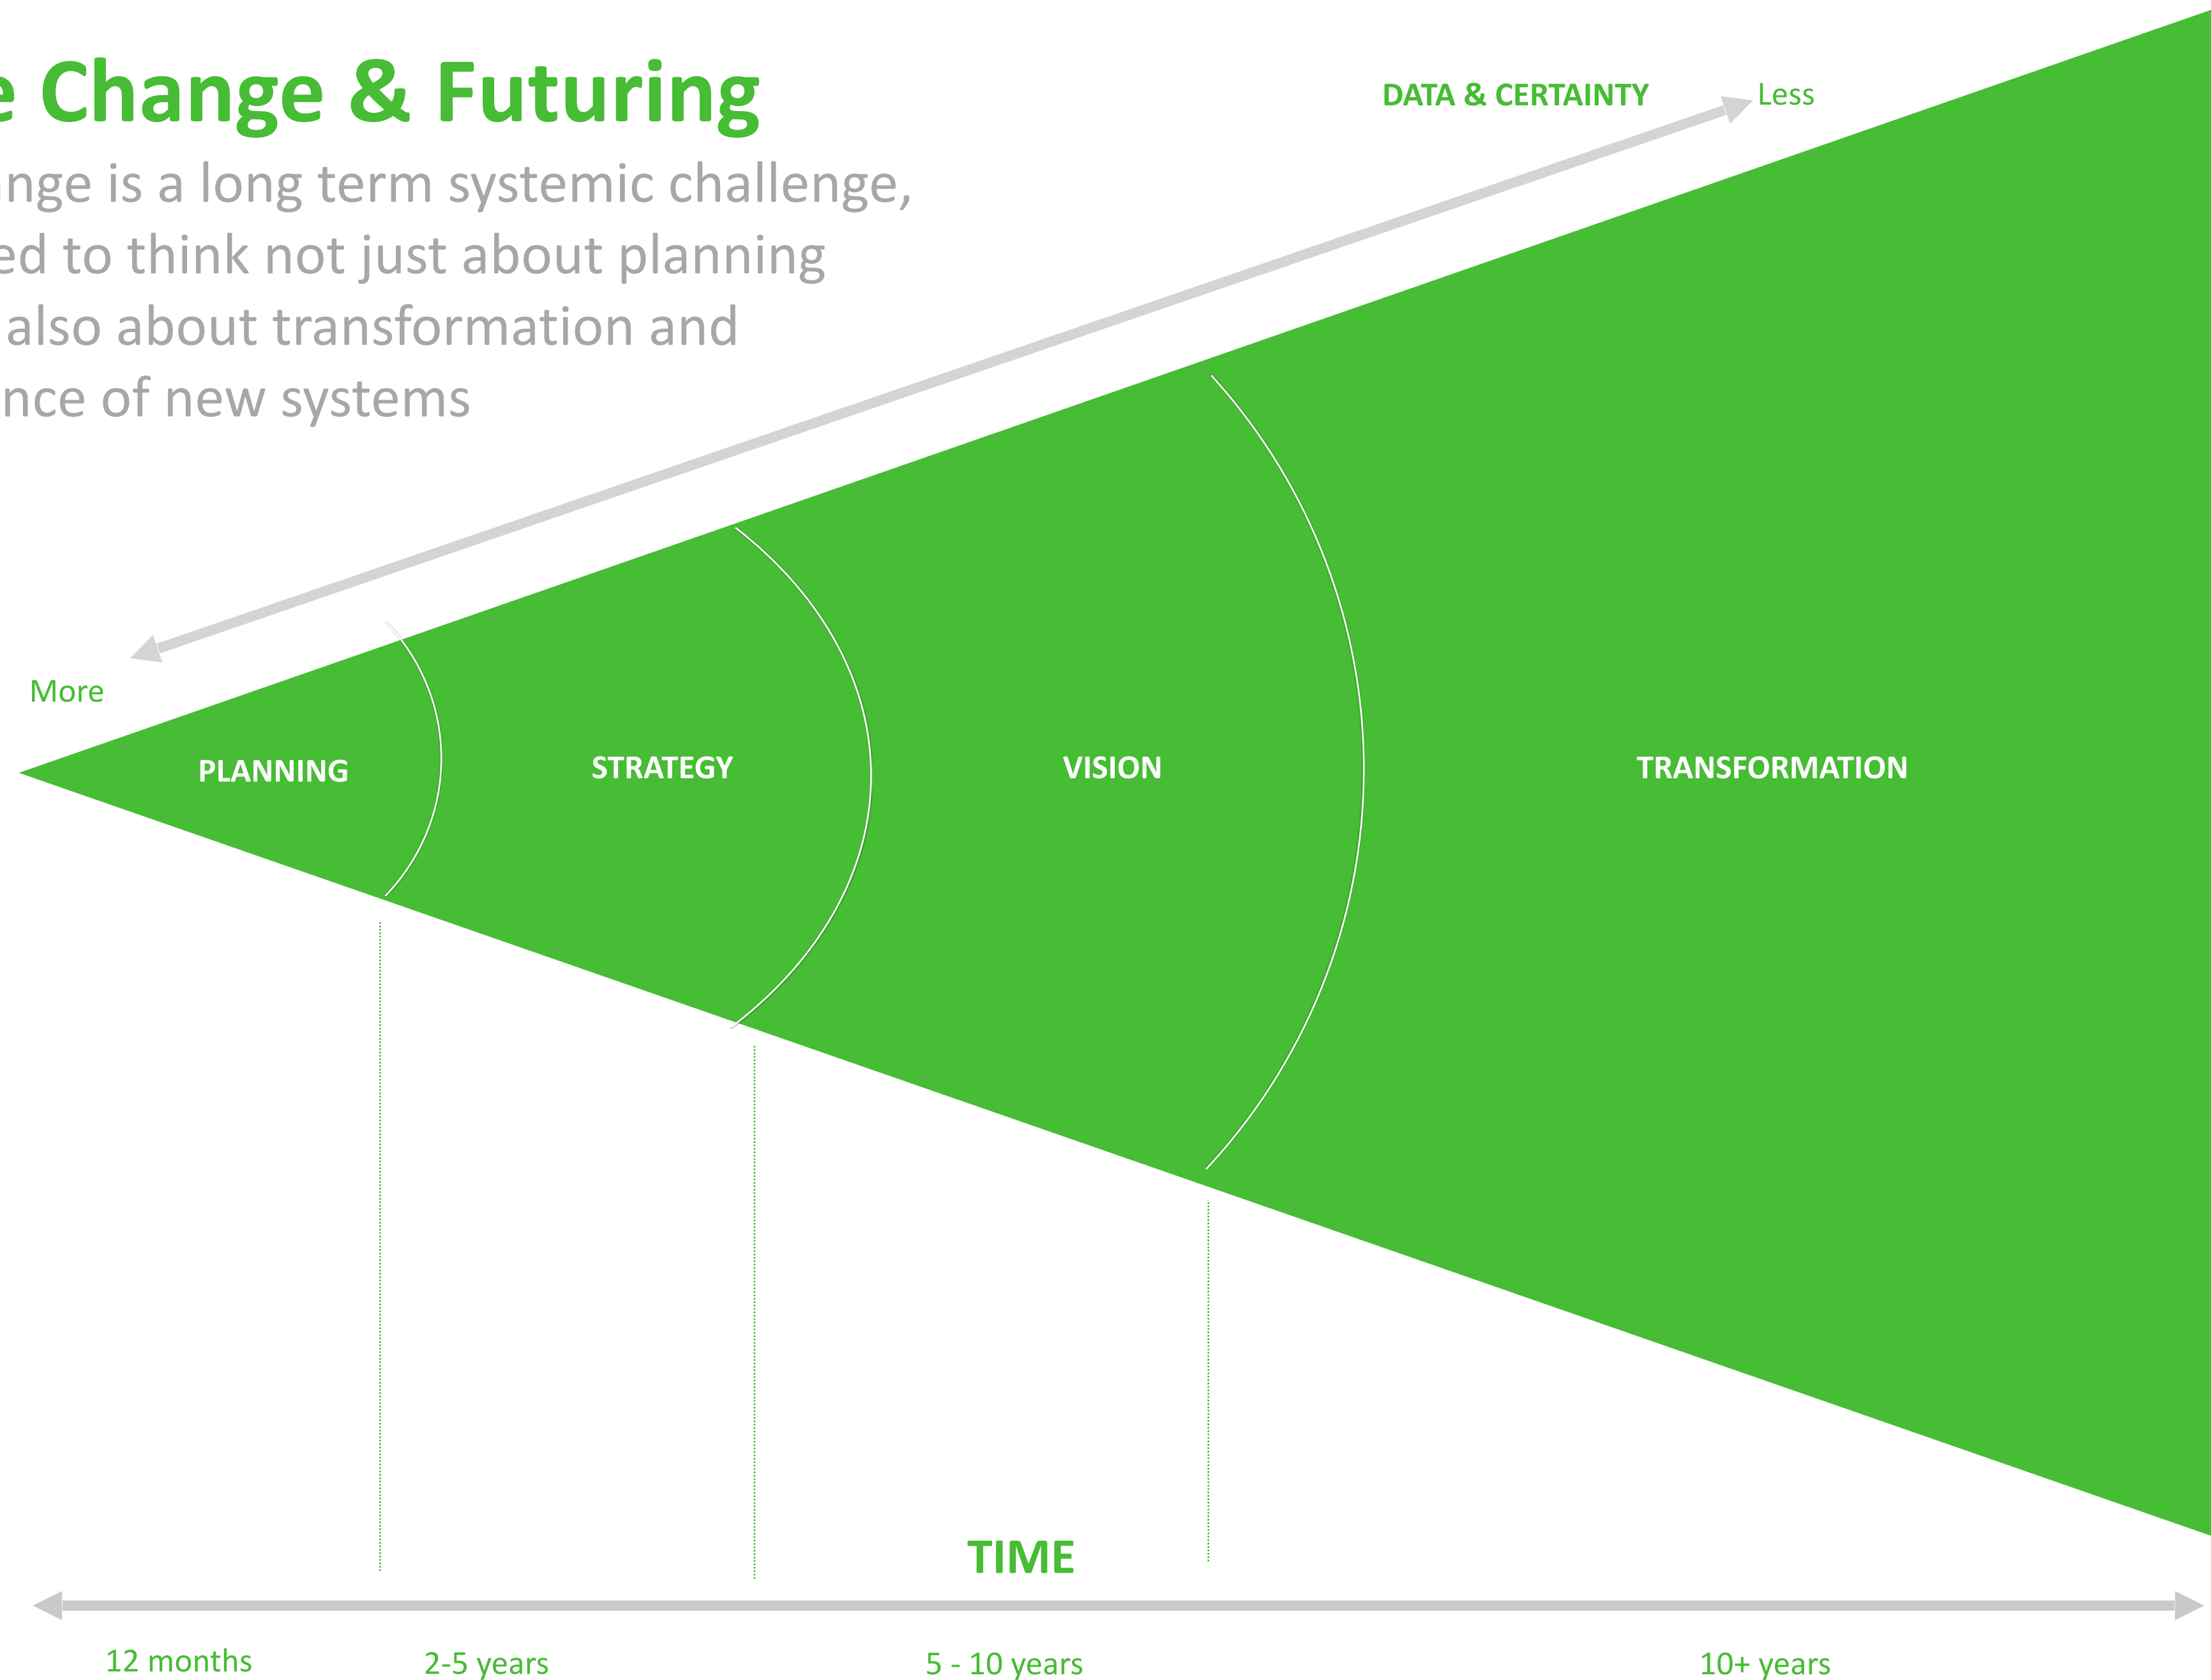 Change & Futuring
nge is a long term systemic challenge,
ed to think not just about planning
also about transformation and
nce of new systems
DATA & CERTAINTY
Less
More
PLANNING
STRATEGY
VISION
TRANSFORMATION
TIME
12 months
2-5 years
5 - 10 years
10+ years